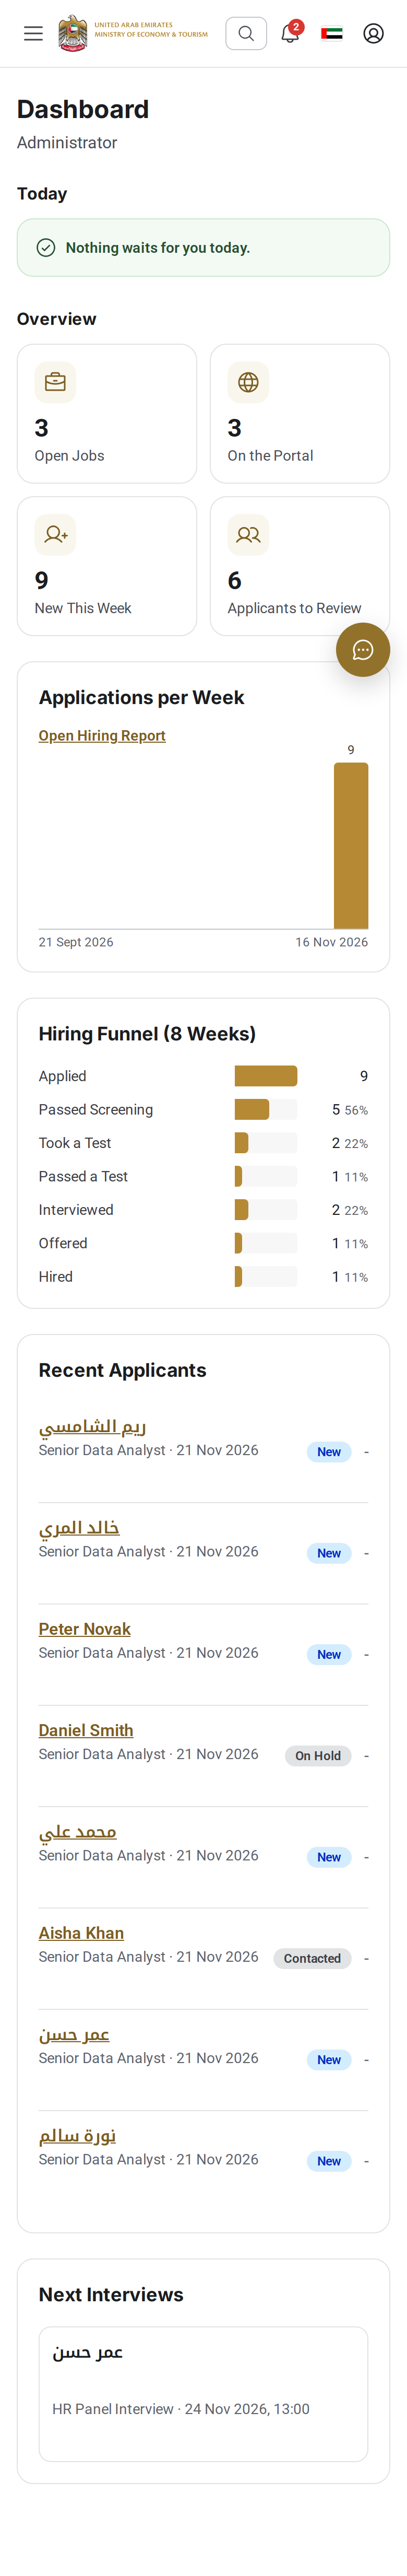 UNITED ARAB EMIRATES
MINISTRY OF ECONOMY & TOURISM
2
Dashboard
Administrator
Today
Nothing waits for you today.
Overview
3
Open Jobs
3
On the Portal
9
New This Week
6
Applicants to Review
Applications per Week
Open Hiring Report
9
21 Sept 2026
16 Nov 2026
Hiring Funnel (8 Weeks)
Applied 9
Passed Screening 5 56%
Took a Test 2 22%
Passed a Test 1 11%
Interviewed 2 22%
Offered 1 11%
Hired 1 11%
Recent Applicants
ريم الشامسي
Senior Data Analyst · 21 Nov 2026 New -
خالد المري
Senior Data Analyst · 21 Nov 2026 New -
Peter Novak
Senior Data Analyst · 21 Nov 2026 New -
Daniel Smith
Senior Data Analyst · 21 Nov 2026 On Hold -
محمد علي
Senior Data Analyst · 21 Nov 2026 New -
Aisha Khan
Senior Data Analyst · 21 Nov 2026 Contacted -
عمر حسن
Senior Data Analyst · 21 Nov 2026 New -
نورة سالم
Senior Data Analyst · 21 Nov 2026 New -
Next Interviews
عمر حسن
HR Panel Interview · 24 Nov 2026, 13:00